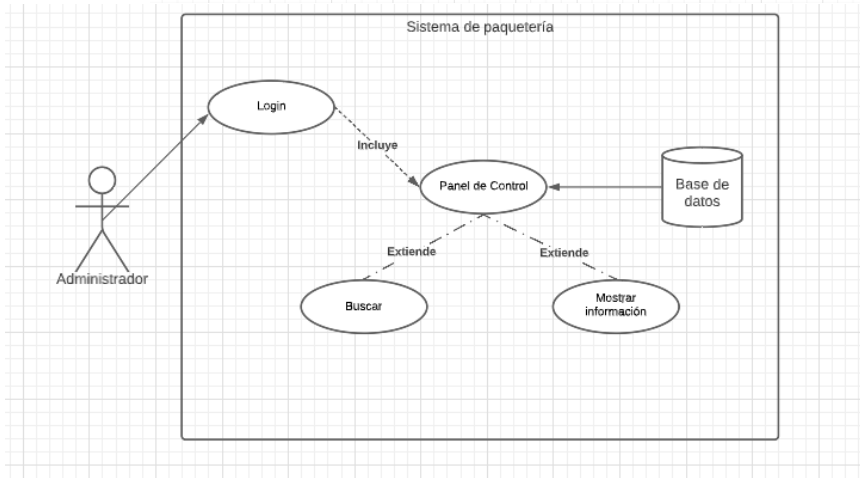 Sistema de paquetería
Login
Incluye
Panel de Control
Base de
datos
Administrador
Extiende
Extiende
Buscar
Mostrar
información